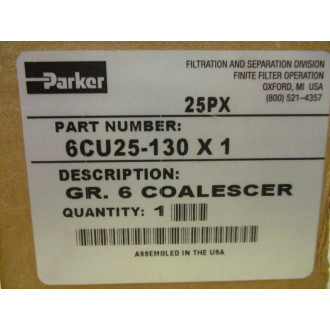 Parker
FILTRATION AND SEPARATION DIVISION
FINITE FILTER OPERATION
OXFORD, MI USA
(800) 521-4357
25PX
PART NUMBER:
6CU25-130 X 1
DESCRIPTION:
GR. 6 COALESCER
QUANTITY: 1
ASSEMBLED IN THE USA